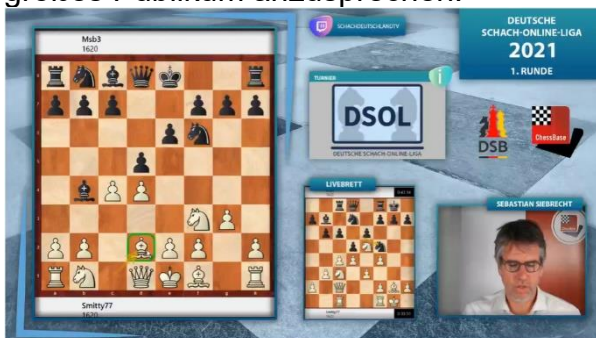 großes Publikum anzusprechen.
Msb3
1620
SCHACHDEUTSCHLANDTV
DEUTSCHE
SCHACH-ONLINE-LIGA
2021
1. RUNDE
TURNIER
i
DSOL
DEUTSCHE SCHACH-ONLINE-LIGA
DSB
ChessBase
LIVEBRETT
SEBASTIAN SIEBRECHT
Smitty77
1620